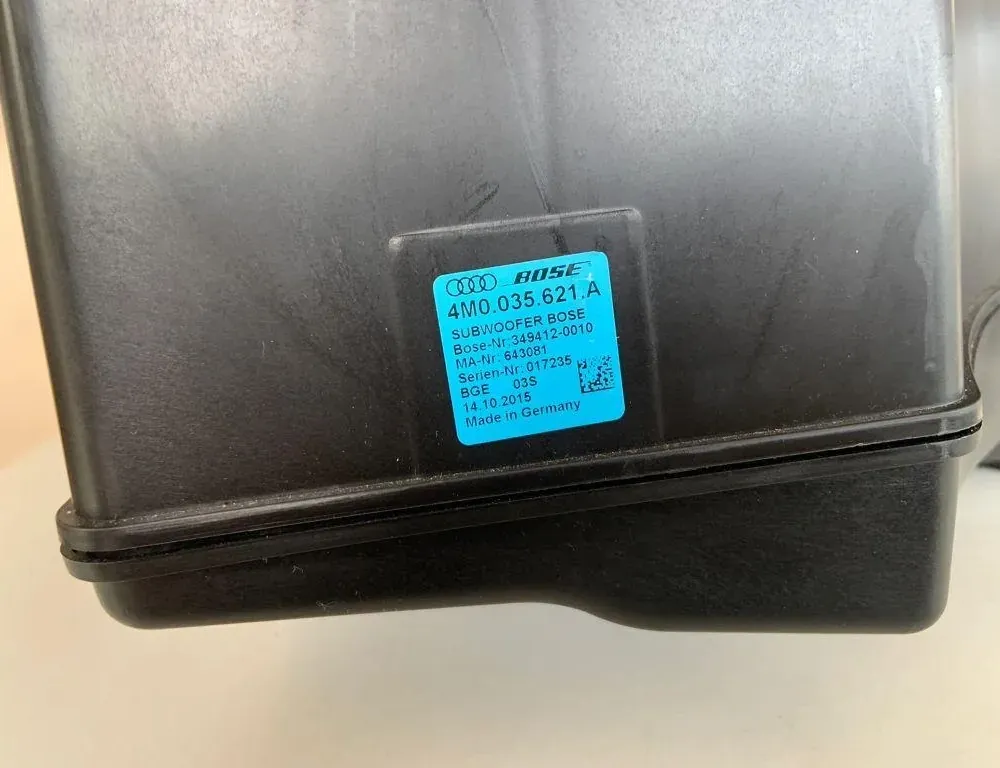 BOSE
4M0.035.621.A
SUBWOOFER BOSE
Bose-Nr:349412-0010
MA-Nr: 643081
Serien-Nr: 017235
BGE 03S
14.10.2015
Made in Germany